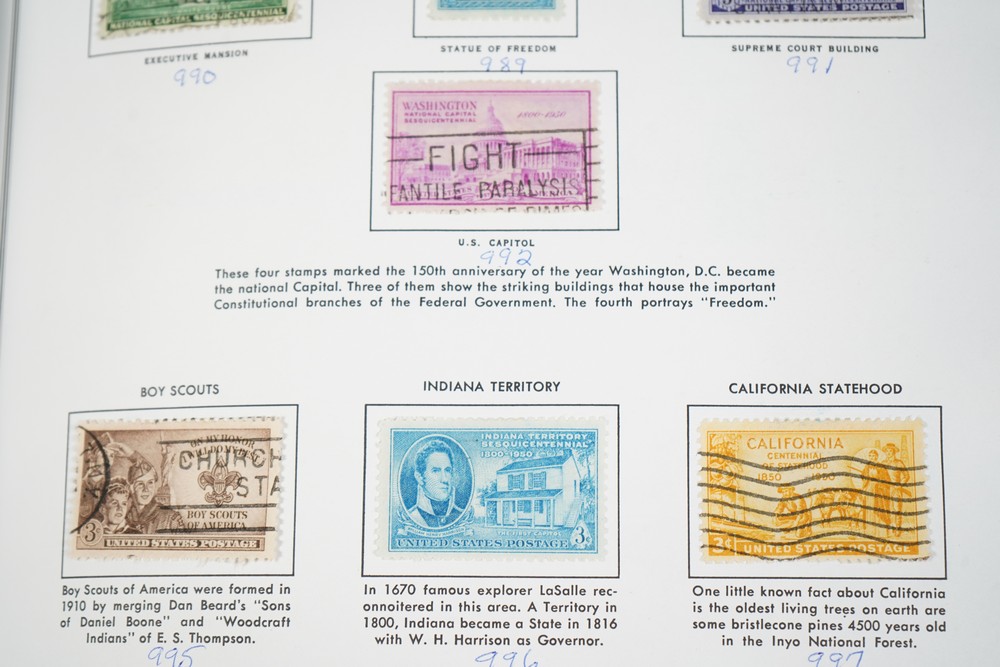 NATIONAL CAPITAL SESQUICENTENNIAL
UNITED STATES POSTAGE
EXECUTIVE MANSION
STATUE OF FREEDOM
SUPREME COURT BUILDING
990
989
991
WASHINGTON
NATIONAL CAPITAL
SESQUICENTENNIAL
1800-1950
FIGHT
FANTILE PARALYSIS
U.S. CAPITOL
992
These four stamps marked the 150th anniversary of the year Washington, D.C. became
the national Capital. Three of them show the striking buildings that house the important
Constitutional branches of the Federal Government. The fourth portrays "Freedom."
BOY SCOUTS
ON MY HONOR
CHURCH
STA
BOY SCOUTS
OF AMERICA
3¢
UNITED STATES POSTAGE
Boy Scouts of America were formed in
1910 by merging Dan Beard's "Sons
of Daniel Boone" and "Woodcraft
Indians" of E. S. Thompson.
995
INDIANA TERRITORY
INDIANA TERRITORY
SESQUICENTENNIAL
1800-1950
THE FIRST CAPITOL
UNITED STATES POSTAGE
3¢
In 1670 famous explorer LaSalle rec-
onnoitered in this area. A Territory in
1800, Indiana became a State in 1816
with W. H. Harrison as Governor.
996
CALIFORNIA STATEHOOD
CALIFORNIA
CENTENNIAL
OF STATEHOOD
1850 1950
3¢ UNITED STATES POSTAGE
One little known fact about California
is the oldest living trees on earth are
some bristlecone pines 4500 years old
in the Inyo National Forest.
997